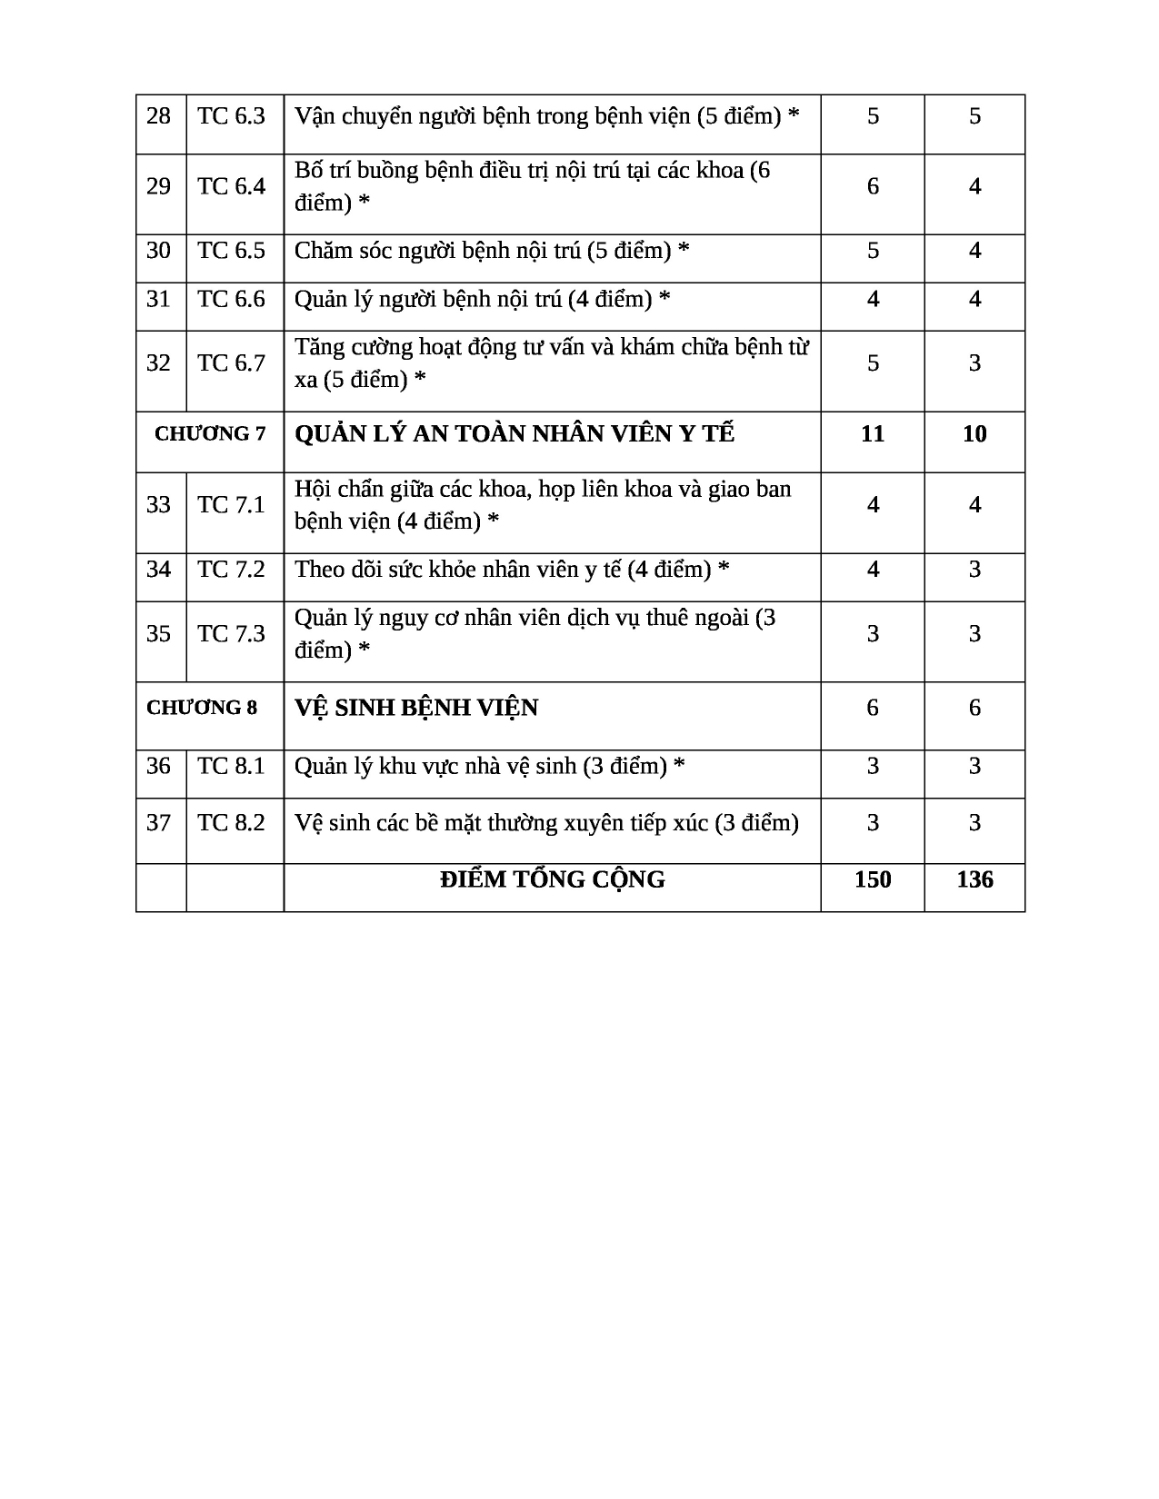 28 TC 6.3 Vận chuyển người bệnh trong bệnh viện (5 điểm) * 5 5
29 TC 6.4 Bố trí buồng bệnh điều trị nội trú tại các khoa (6 6 4
điểm) *
30 TC 6.5 Chăm sóc người bệnh nội trú (5 điểm) * 5 4
31 TC 6.6 Quản lý người bệnh nội trú (4 điểm) * 4 4
32 TC 6.7 Tăng cường hoạt động tư vấn và khám chữa bệnh từ 5 3
xa (5 điểm) *
CHƯƠNG 7 QUẢN LÝ AN TOÀN NHÂN VIÊN Y TẾ 11 10
33 TC 7.1 Hội chẩn giữa các khoa, họp liên khoa và giao ban 4 4
bệnh viện (4 điểm) *
34 TC 7.2 Theo dõi sức khỏe nhân viên y tế (4 điểm) * 4 3
35 TC 7.3 Quản lý nguy cơ nhân viên dịch vụ thuê ngoài (3 3 3
điểm) *
CHƯƠNG 8 VỆ SINH BỆNH VIỆN 6 6
36 TC 8.1 Quản lý khu vực nhà vệ sinh (3 điểm) * 3 3
37 TC 8.2 Vệ sinh các bề mặt thường xuyên tiếp xúc (3 điểm) 3 3
ĐIỂM TỔNG CỘNG 150 136